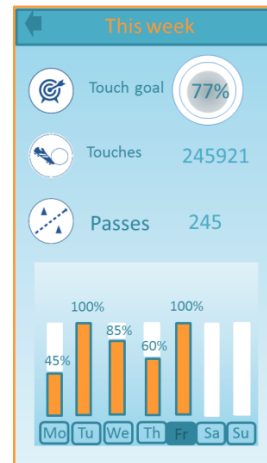 This week
Touch goal 77%
Touches 245921
Passes 245
100% 100%
85%
60%
45%
Mo Tu We Th Fr Sa Su